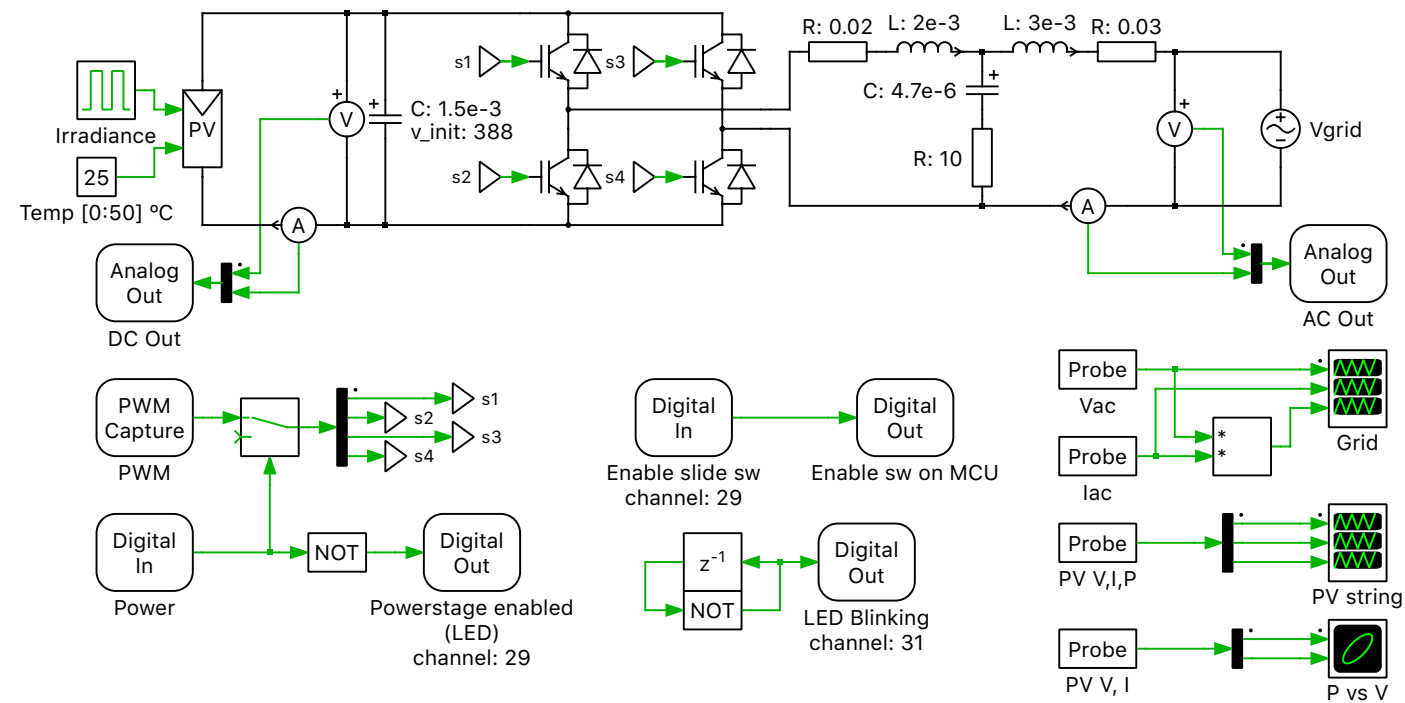 R: 0.02
L: 2e-3
L: 3e-3
R: 0.03
s1
s3
Irradiance
PV
+
V
+
C: 1.5e-3
v_init: 388
+
C: 4.7e-6
+
V
+
−
Vgrid
25
Temp [0:50] ºC
s2
s4
R: 10
A
A
Analog
Out
DC Out
Analog
Out
AC Out
PWM
Capture
PWM
s1
s2
s3
s4
Digital
In
Enable slide sw
channel: 29
Digital
Out
Enable sw on MCU
Probe
Vac
Probe
Iac
*
*
Grid
Digital
In
Power
NOT
Digital
Out
Powerstage enabled
(LED)
channel: 29
z-1
NOT
Digital
Out
LED Blinking
channel: 31
Probe
PV V,I,P
PV string
Probe
PV V, I
P vs V